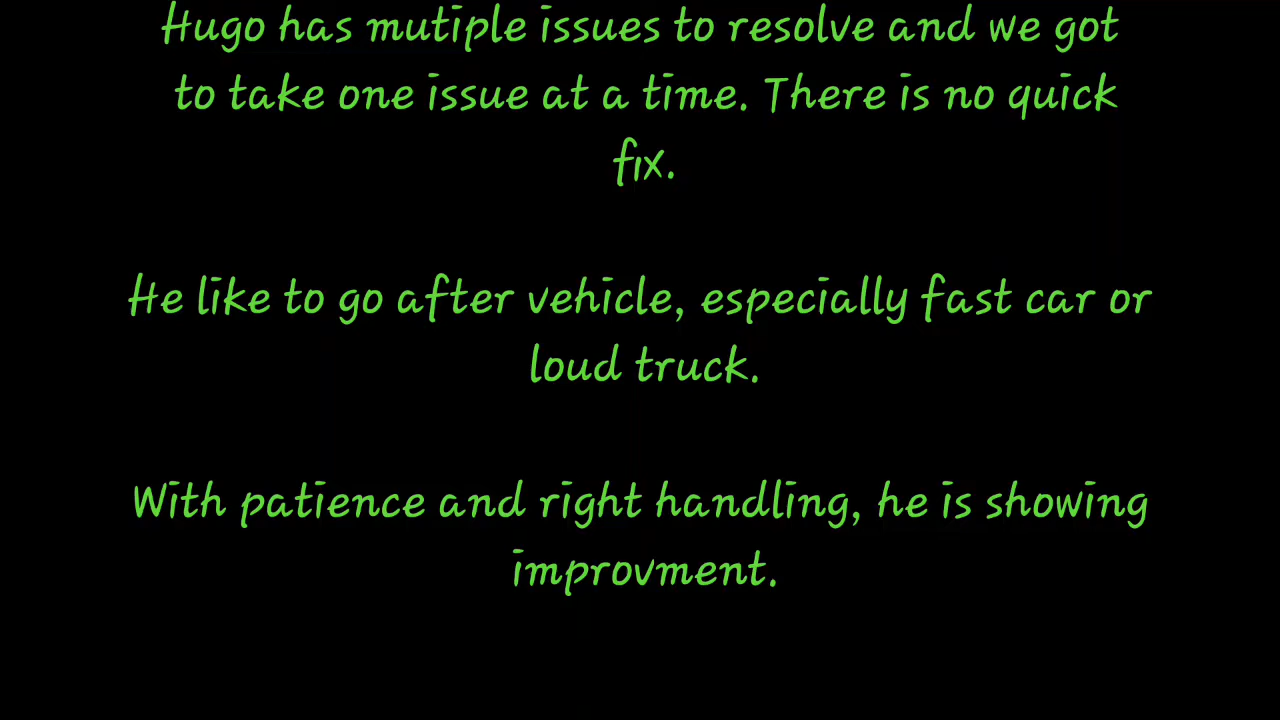 Hugo has mutiple issues to resolve and we got
to take one issue at a time. There is no quick
fix.
He like to go after vehicle, especially fast car or
loud truck.
With patience and right handling, he is showing
improvment.